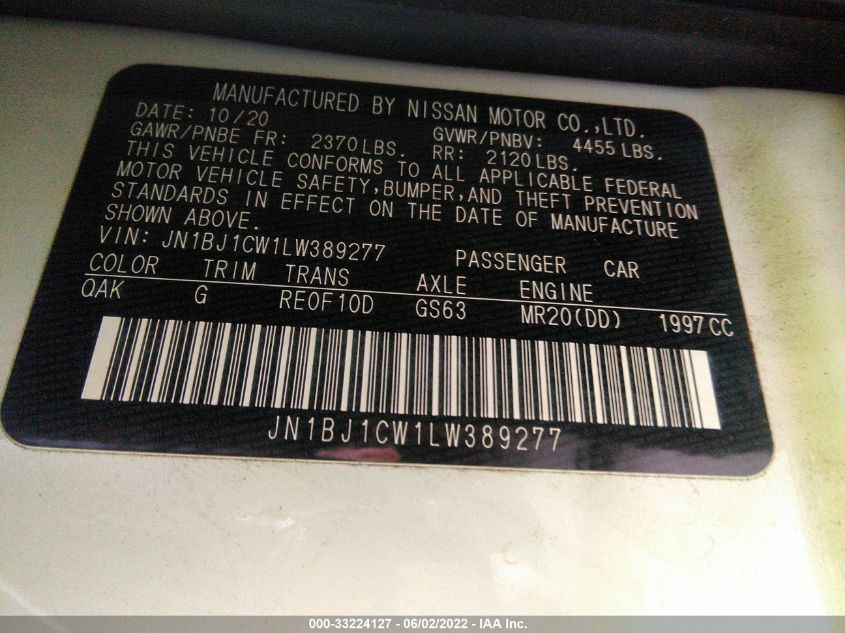 MANUFACTURED BY NISSAN MOTOR CO.,LTD.
DATE: 10/20
GAWR/PNBE FR: 2370LBS. GVWR/PNBV: 4455 LBS.
RR: 2120LBS.
THIS VEHICLE CONFORMS TO ALL APPLICABLE FEDERAL
MOTOR VEHICLE SAFETY,BUMPER,AND THEFT PREVENTION
STANDARDS IN EFFECT ON THE DATE OF MANUFACTURE
SHOWN ABOVE.
VIN: JN1BJ1CW1LW389277 PASSENGER CAR
COLOR TRIM TRANS AXLE ENGINE
QAK G RE0F10D GS63 MR20(DD) 1997CC
JN1BJ1CW1LW389277
000-33224127 - 06/02/2022 - IAA Inc.